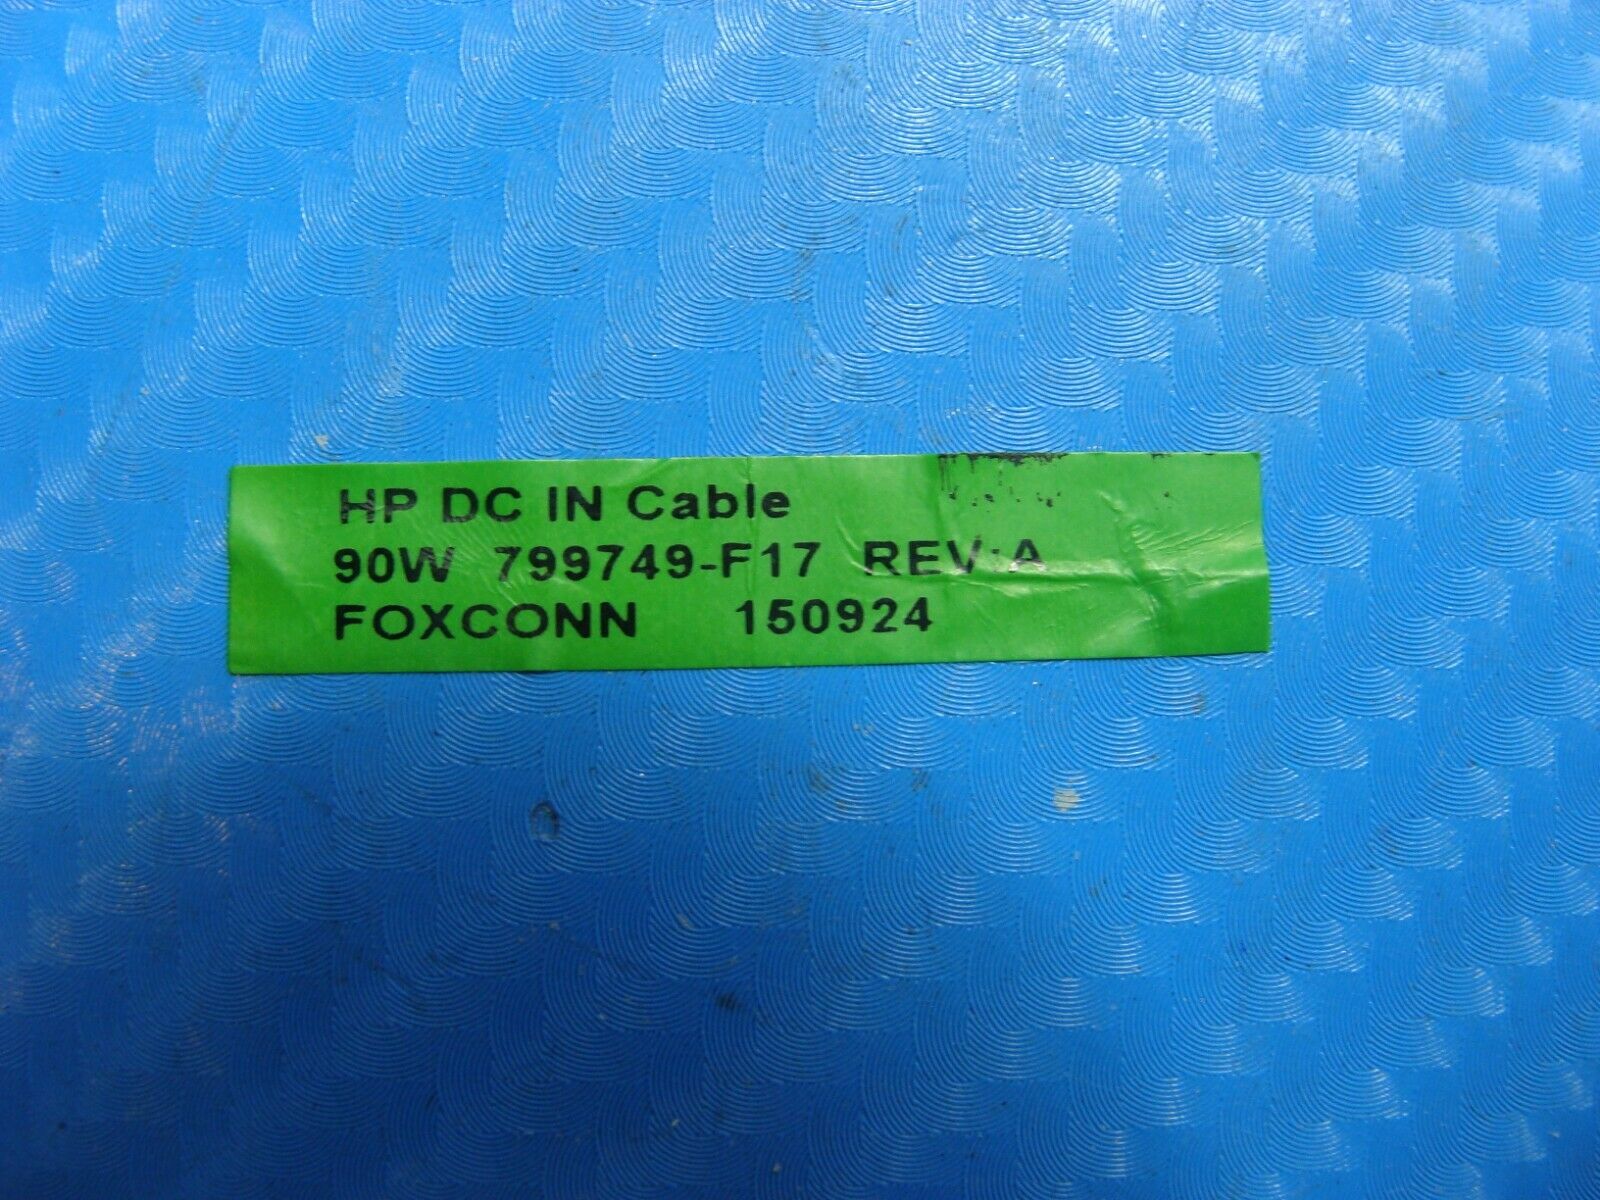 HP DC IN Cable
90W 799749-F17 REV:A
FOXCONN 150924